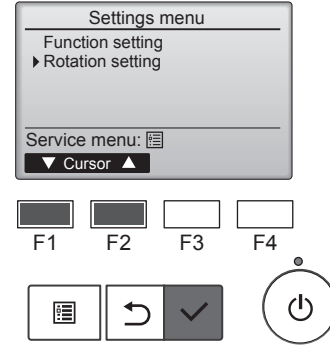 Settings menu
Function setting
Rotation setting
Service menu:
▼ Cursor ▲
F1 F2 F3 F4